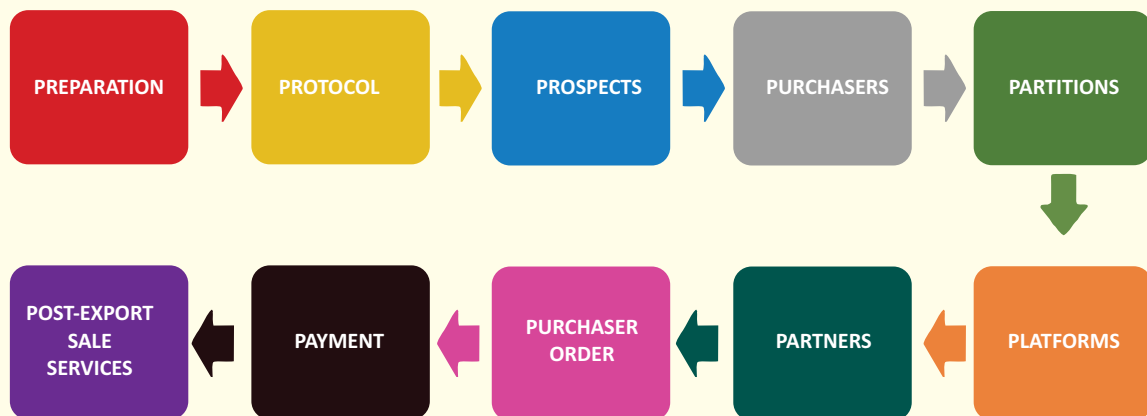 PREPARATION
PROTOCOL
PROSPECTS
PURCHASERS
PARTITIONS
PLATFORMS
PARTNERS
PURCHASER
ORDER
PAYMENT
POST-EXPORT
SALE
SERVICES